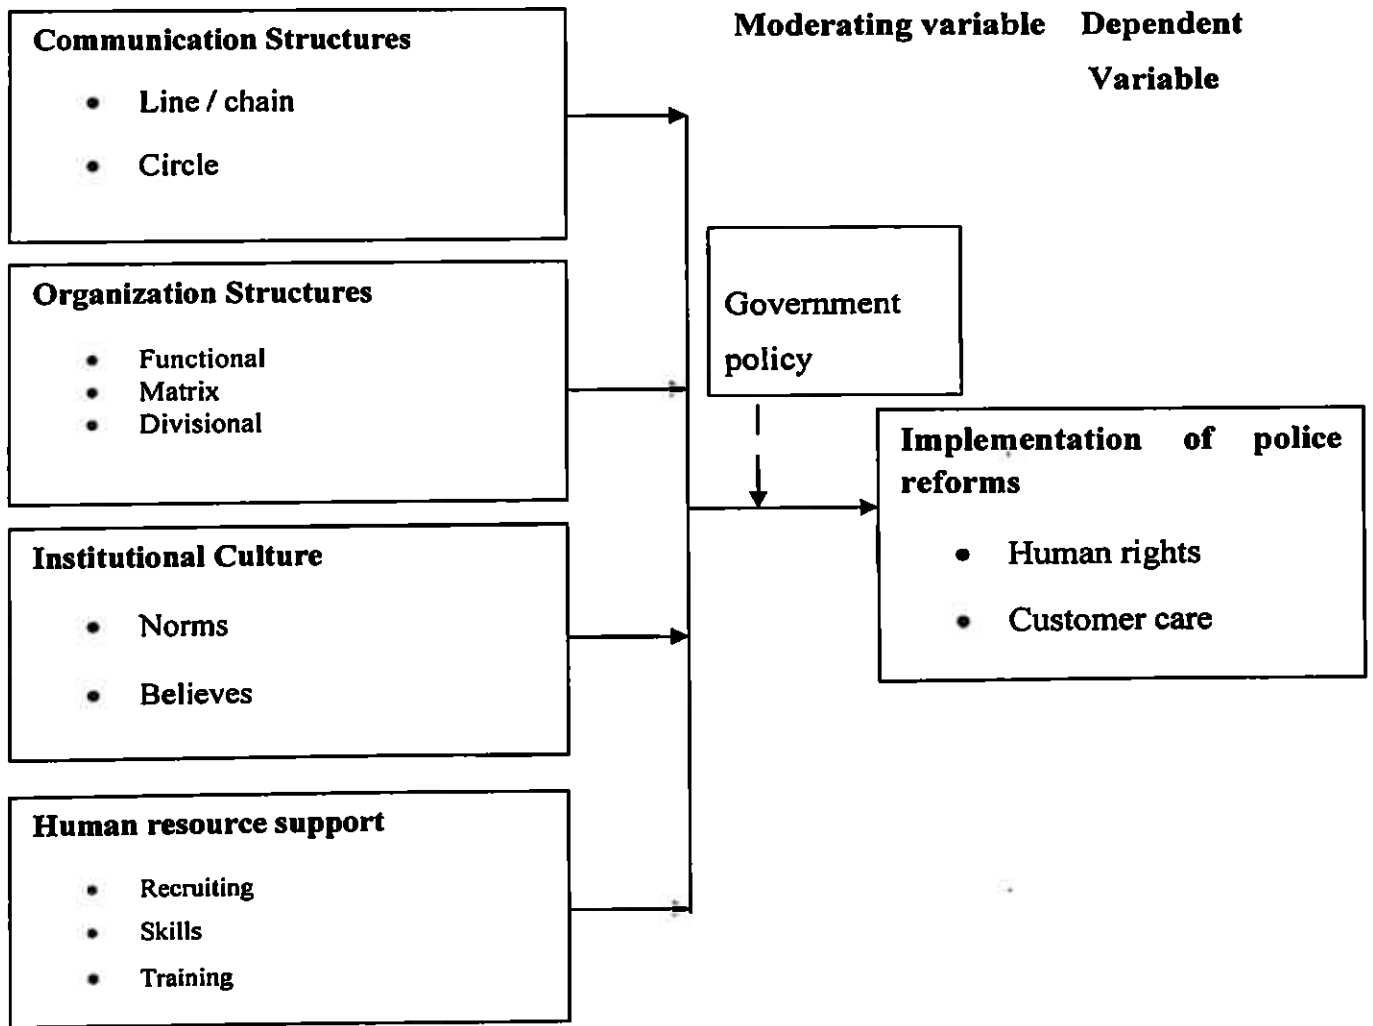 Moderating variable Dependent
Variable
Communication Structures
• Line / chain
• Circle
Organization Structures
• Functional
• Matrix
• Divisional
Institutional Culture
• Norms
• Believes
Human resource support
• Recruiting
• Skills
• Training
Government
policy
Implementation of police
reforms
• Human rights
• Customer care